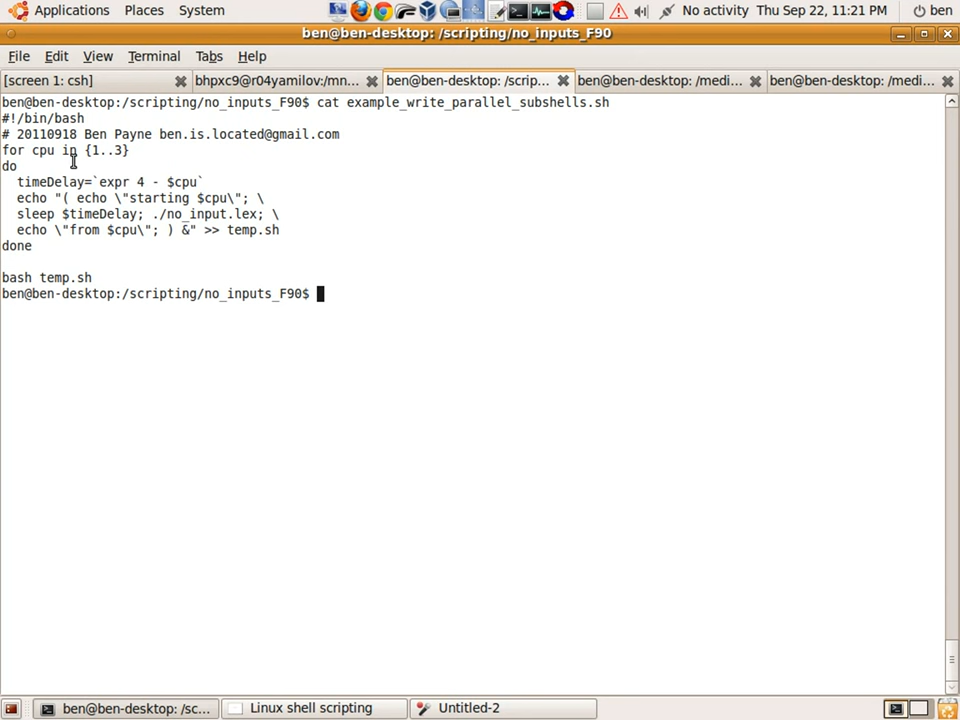 Applications Places System
No activity Thu Sep 22, 11:21 PM ben
ben@ben-desktop: /scripting/no_inputs_F90
File Edit View Terminal Tabs Help
[screen 1: csh]
bhpxc9@r04yamilov:/mn...
ben@ben-desktop: /scrip...
ben@ben-desktop: /medi...
ben@ben-desktop: /medi...
ben@ben-desktop:/scripting/no_inputs_F90$ cat example_write_parallel_subshells.sh
#!/bin/bash
# 20110918 Ben Payne ben.is.located@gmail.com
for cpu in {1..3}
do
  timeDelay=`expr 4 - $cpu`
  echo "( echo \"starting $cpu\"; \
  sleep $timeDelay; ./no_input.lex; \
  echo \"from $cpu\"; ) &" >> temp.sh
done

bash temp.sh
ben@ben-desktop:/scripting/no_inputs_F90$
ben@ben-desktop: /sc...
Linux shell scripting
Untitled-2